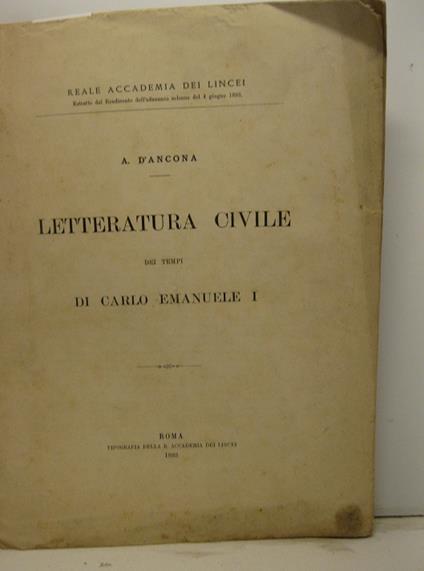 REALE ACCADEMIA DEI LINCEI
Estratto dal Rendiconto dell'adunanza solenne del 4 giugno 1893.
A. D'ANCONA
LETTERATURA CIVILE
DEI TEMPI
DI CARLO EMANUELE I
ROMA
TIPOGRAFIA DELLA R. ACCADEMIA DEI LINCEI
1893